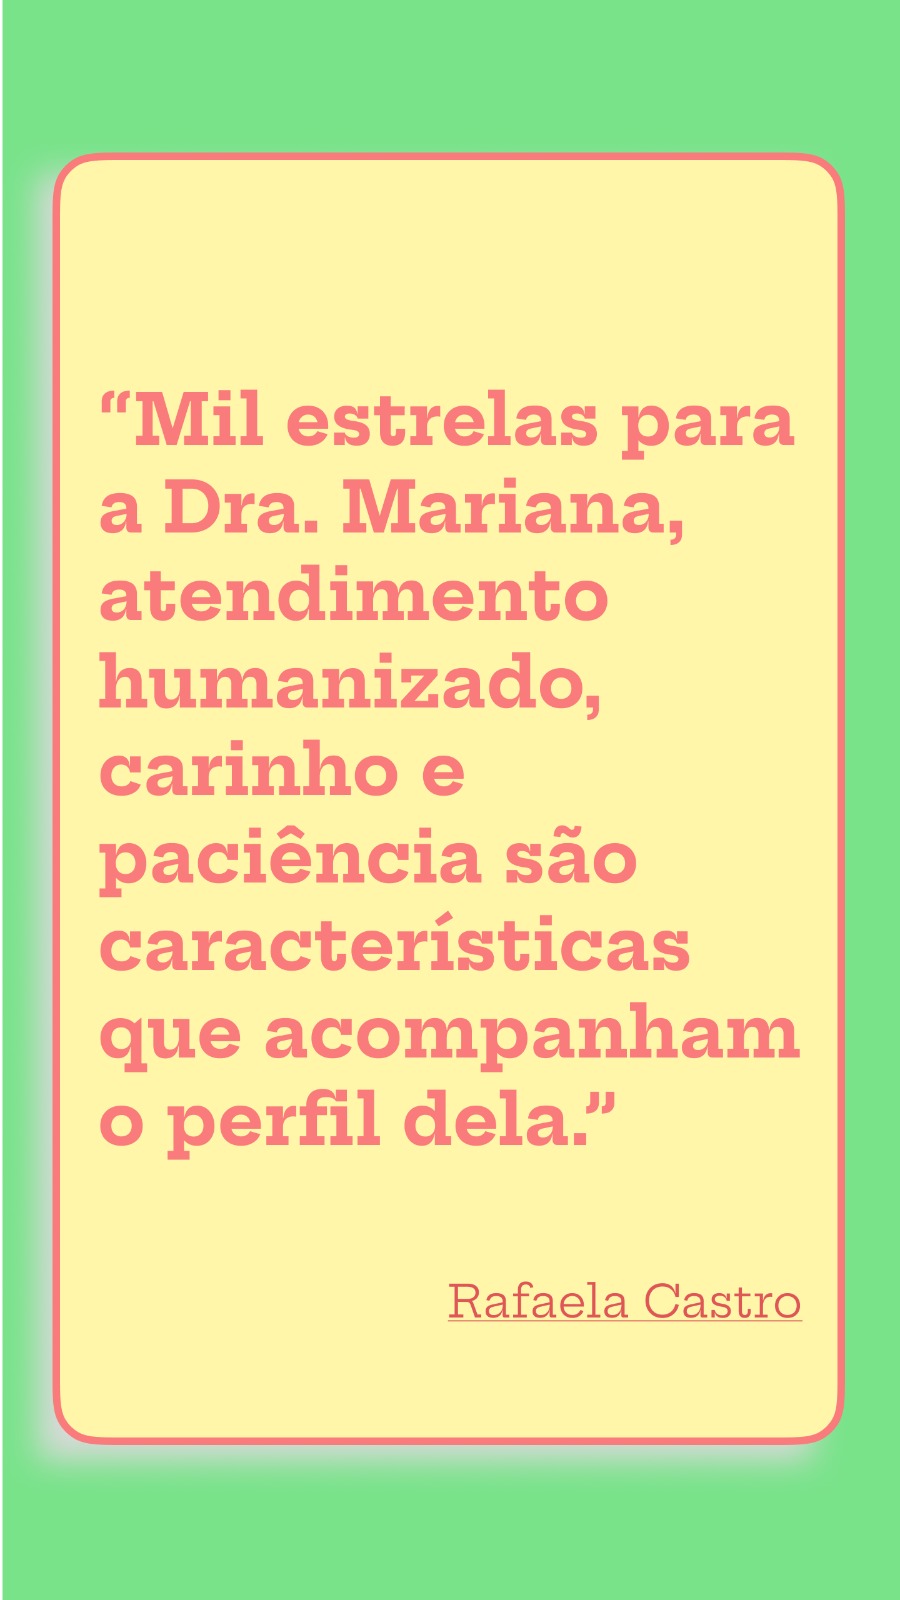 “Mil estrelas para
a Dra. Mariana,
atendimento
humanizado,
carinho e
paciência são
características
que acompanham
o perfil dela.”
Rafaela Castro